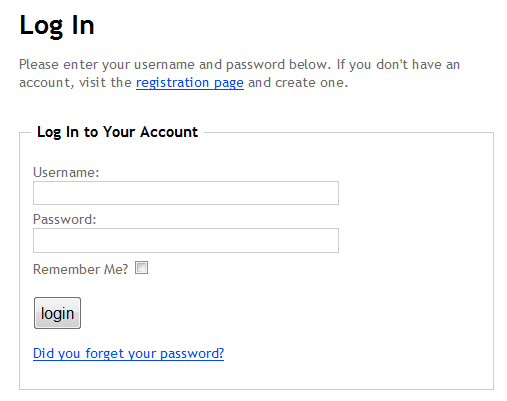 Log In
Please enter your username and password below. If you don't have an
account, visit the registration page and create one.
Log In to Your Account
Username:
Password:
Remember Me?
login
Did you forget your password?